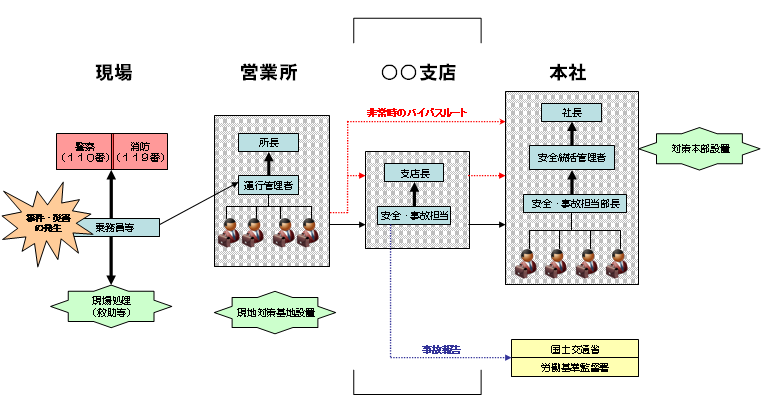 現場
営業所
〇〇支店
本社
非常時のバイパスルート
警察
（１１０番）
消防
（１１９番）
事件・災害
の発生
乗務員等
現場処理
（救助等）
所長
運行管理者
現地対策基地設置
支店長
安全・事故担当
社長
安全統括管理者
安全・事故担当部長
対策本部設置
事故報告
国土交通省
労働基準監督署